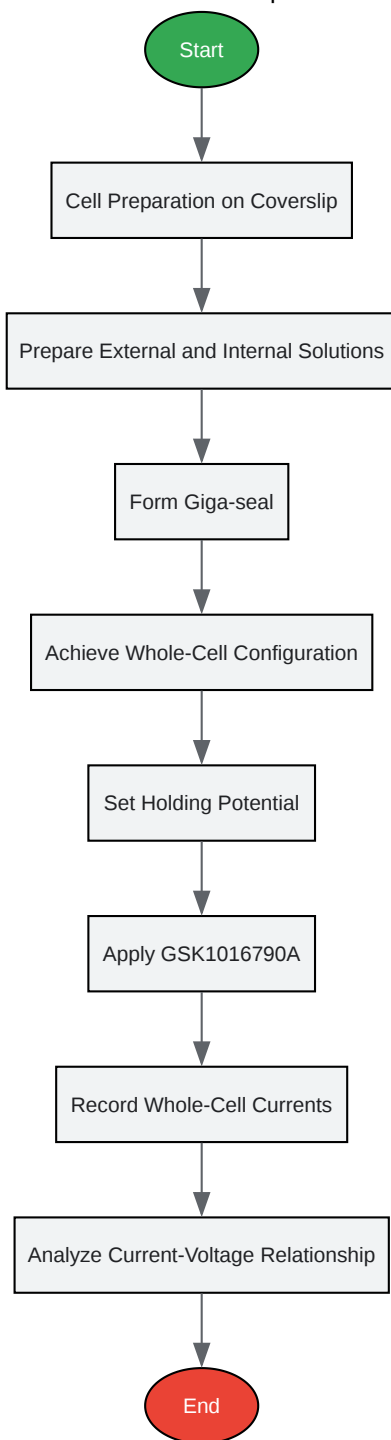 Start
Cell Preparation on Coverslip
Prepare External and Internal Solutions
Form Giga-seal
Achieve Whole-Cell Configuration
Set Holding Potential
Apply GSK1016790A
Record Whole-Cell Currents
Analyze Current-Voltage Relationship
End